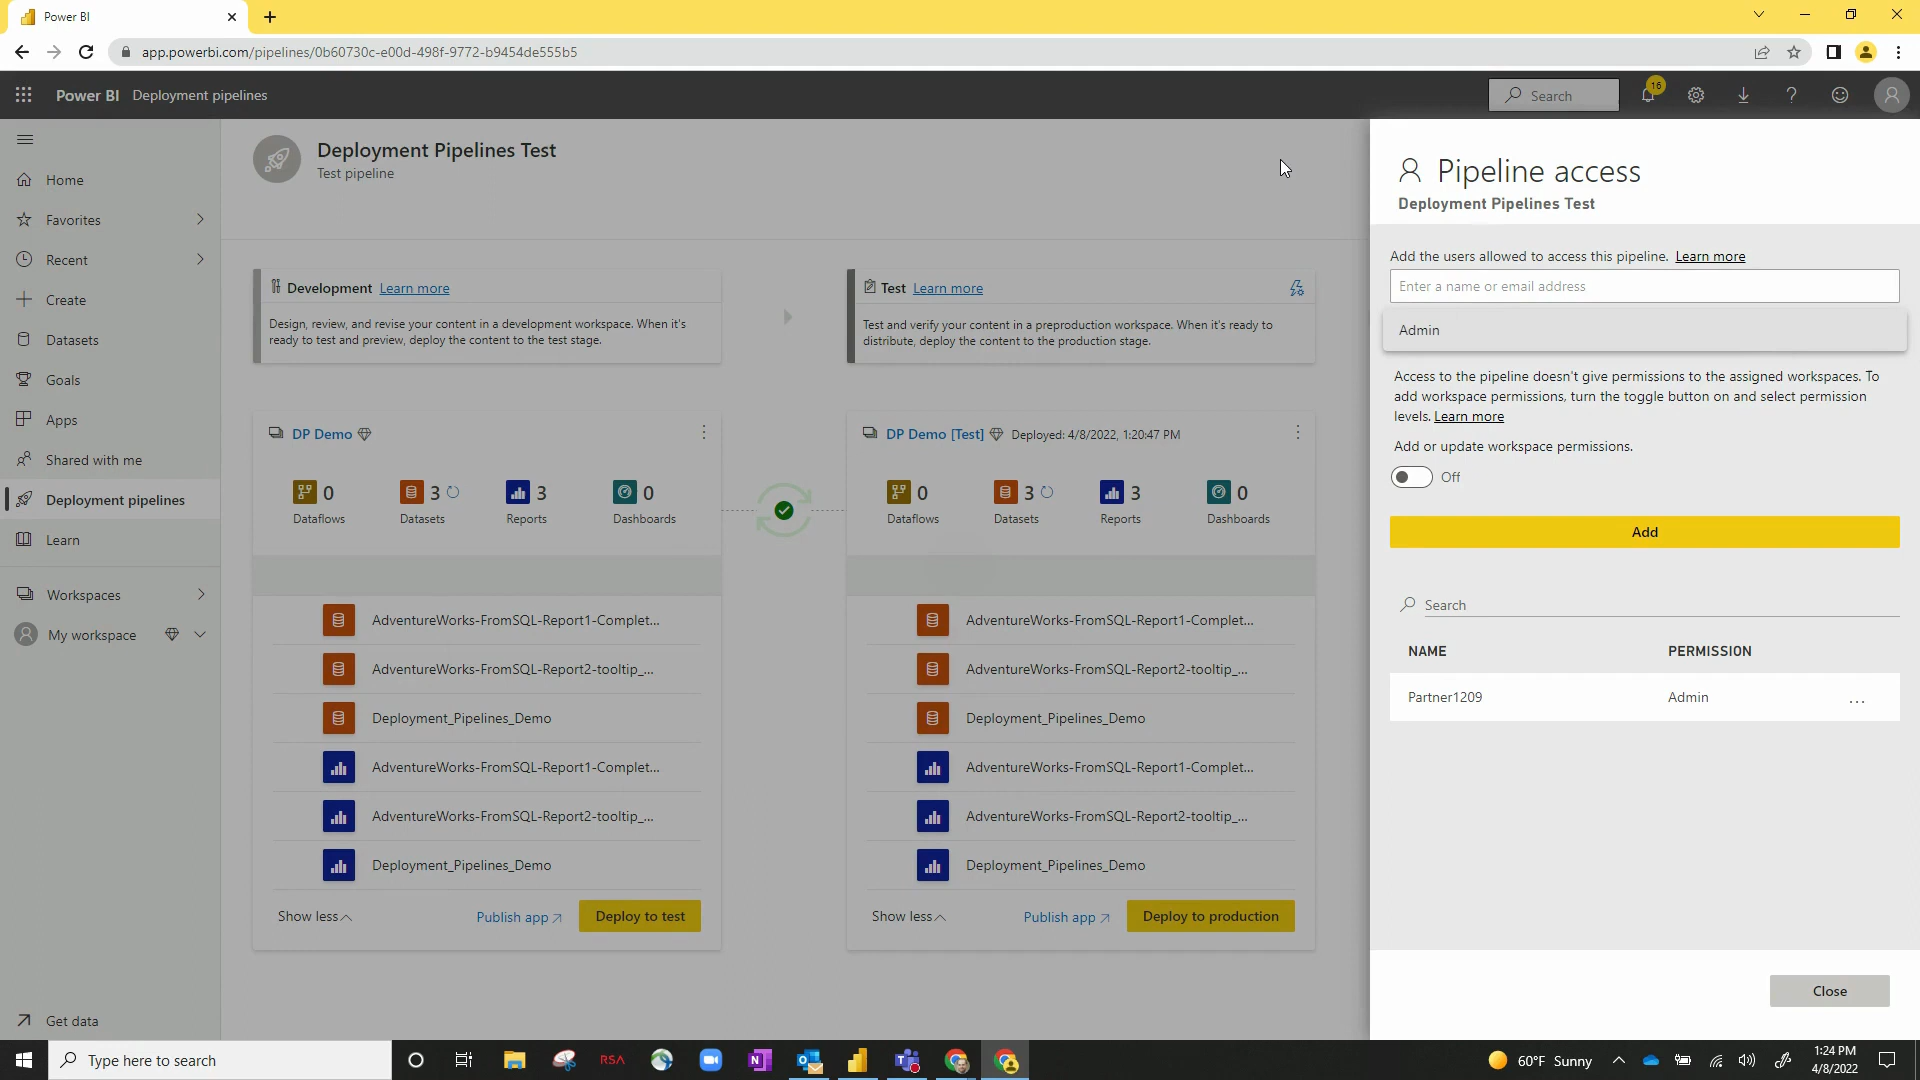 Power BI
app.powerbi.com/pipelines/0b60730c-e00d-498f-9772-b9454de555b5
Power BI Deployment pipelines
Search
16
Home
Favorites
Recent
Create
Datasets
Goals
Apps
Shared with me
Deployment pipelines
Learn
Workspaces
My workspace
Get data
Deployment Pipelines Test
Test pipeline
Development Learn more
Design, review, and revise your content in a development workspace. When it's
ready to test and preview, deploy the content to the test stage.
Test Learn more
Test and verify your content in a preproduction workspace. When it's ready to
distribute, deploy the content to the production stage.
DP Demo
0 3 3 0
Dataflows Datasets Reports Dashboards
AdventureWorks-FromSQL-Report1-Complet...
AdventureWorks-FromSQL-Report2-tooltip_...
Deployment_Pipelines_Demo
AdventureWorks-FromSQL-Report1-Complet...
AdventureWorks-FromSQL-Report2-tooltip_...
Deployment_Pipelines_Demo
Show less Publish app Deploy to test
DP Demo [Test] Deployed: 4/8/2022, 1:20:47 PM
0 3 3 0
Dataflows Datasets Reports Dashboards
AdventureWorks-FromSQL-Report1-Complet...
AdventureWorks-FromSQL-Report2-tooltip_...
Deployment_Pipelines_Demo
AdventureWorks-FromSQL-Report1-Complet...
AdventureWorks-FromSQL-Report2-tooltip_...
Deployment_Pipelines_Demo
Show less Publish app Deploy to production
Pipeline access
Deployment Pipelines Test
Add the users allowed to access this pipeline. Learn more
Enter a name or email address
Admin
Access to the pipeline doesn't give permissions to the assigned workspaces. To
add workspace permissions, turn the toggle button on and select permission
levels. Learn more
Add or update workspace permissions.
Off
Add
Search
NAME PERMISSION
Partner1209 Admin ...
Close
Type here to search
RSA
60°F Sunny
1:24 PM
4/8/2022